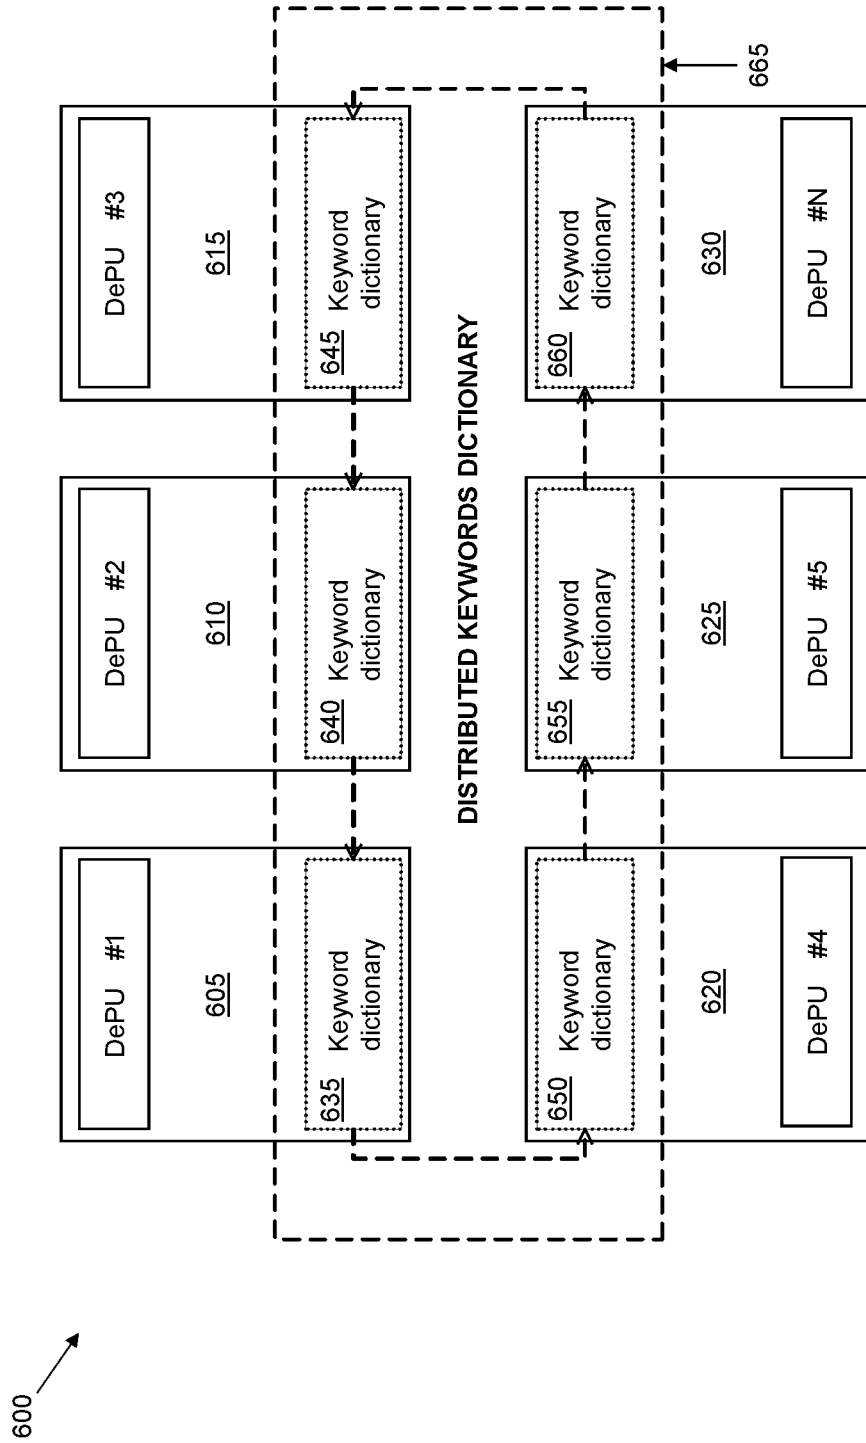 600
DePU #1
DePU #2
DePU #3
605
610
615
635
Keyword
dictionary
640
Keyword
dictionary
645
Keyword
dictionary
DISTRIBUTED KEYWORDS DICTIONARY
650
Keyword
dictionary
655
Keyword
dictionary
660
Keyword
dictionary
620
625
630
665
DePU #4
DePU #5
DePU #N